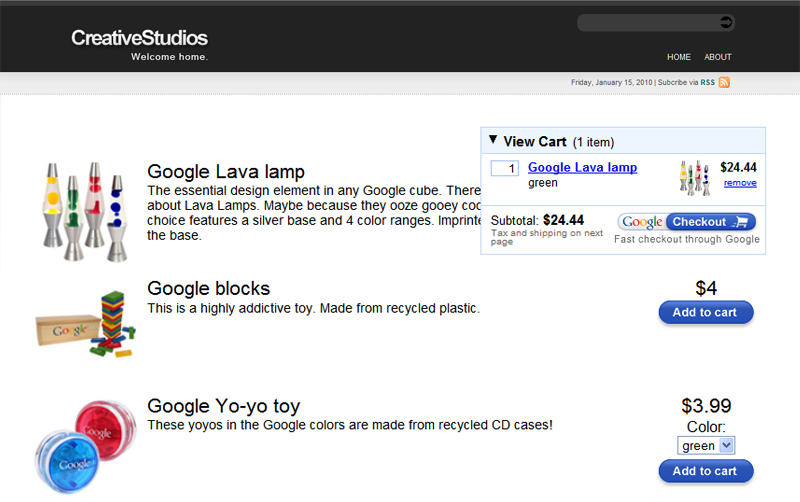 CreativeStudios
Welcome home.
HOME ABOUT
Friday, January 15, 2010 | Subcribe via RSS
▼ View Cart (1 item)
1 Google Lava lamp $24.44
green remove
Subtotal: $24.44
Tax and shipping on next
page
Google Checkout
Fast checkout through Google
Google Lava lamp
The essential design element in any Google cube. There
about Lava Lamps. Maybe because they ooze gooey coo
choice features a silver base and 4 color ranges. Imprinte
the base.
Google blocks
This is a highly addictive toy. Made from recycled plastic.
$4
Add to cart
Google
Google Yo-yo toy
These yoyos in the Google colors are made from recycled CD cases!
$3.99
Color:
green
Add to cart
Google
Google